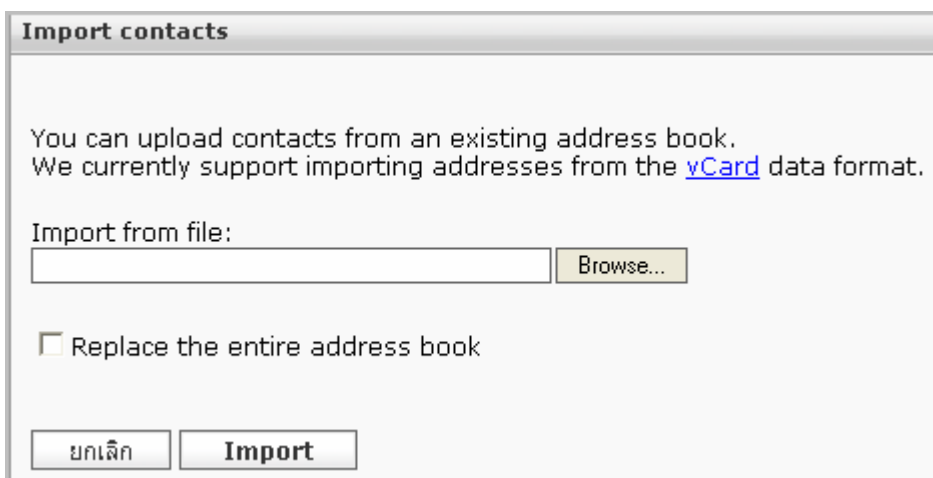 Import contacts
You can upload contacts from an existing address book.
We currently support importing addresses from the vCard data format.
Import from file:
Browse...
Replace the entire address book
ยกเลิก Import